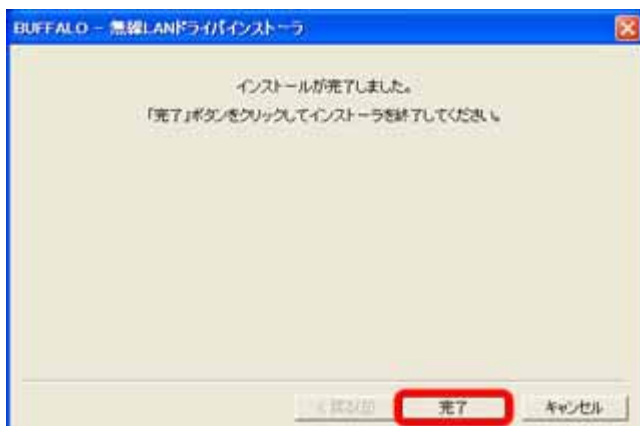 BUFFALO - 無線LANドライバインストーラ
インストールが完了しました。
「完了」ボタンをクリックしてインストーラを終了してください。
< 戻る(B)
完了
キャンセル